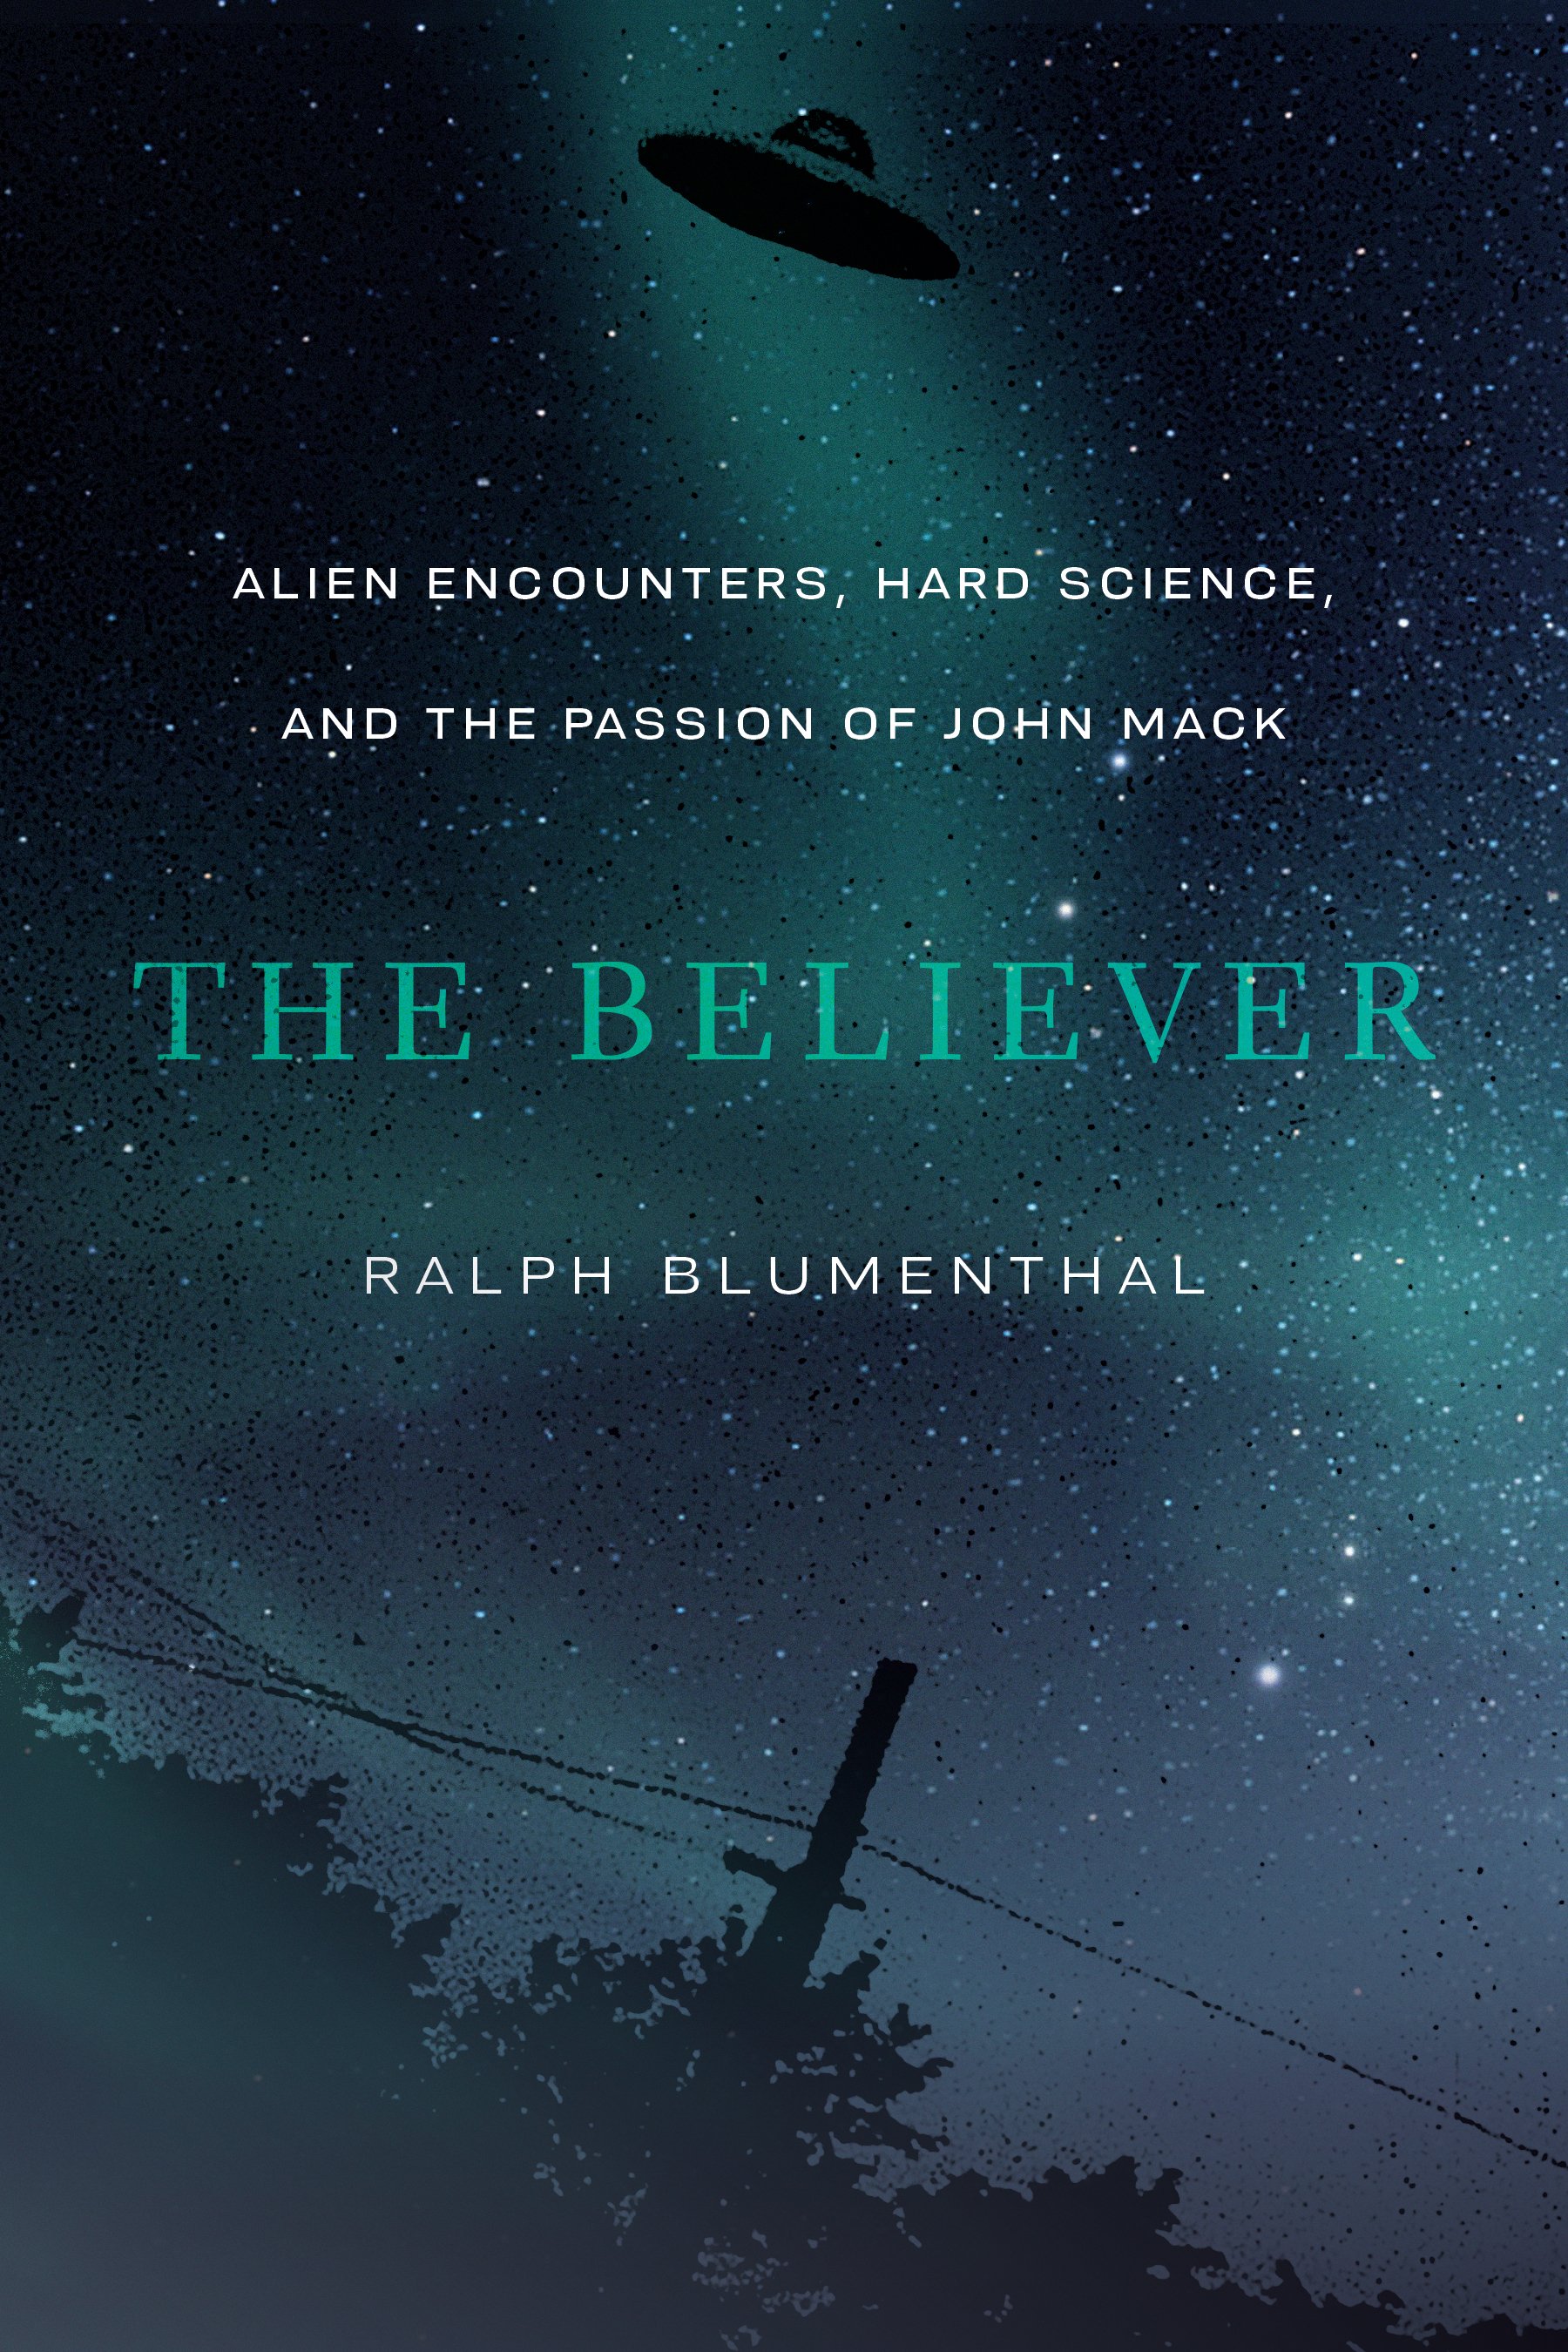 ALIEN ENCOUNTERS, HARD SCIENCE,
AND THE PASSION OF JOHN MACK
THE BELIEVER
RALPH BLUMENTHAL